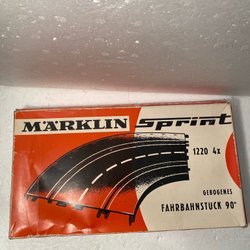 MÄRKLIN Sprint
1220 4x
GEBOGENES
FAHRBAHNSTÜCK 90°